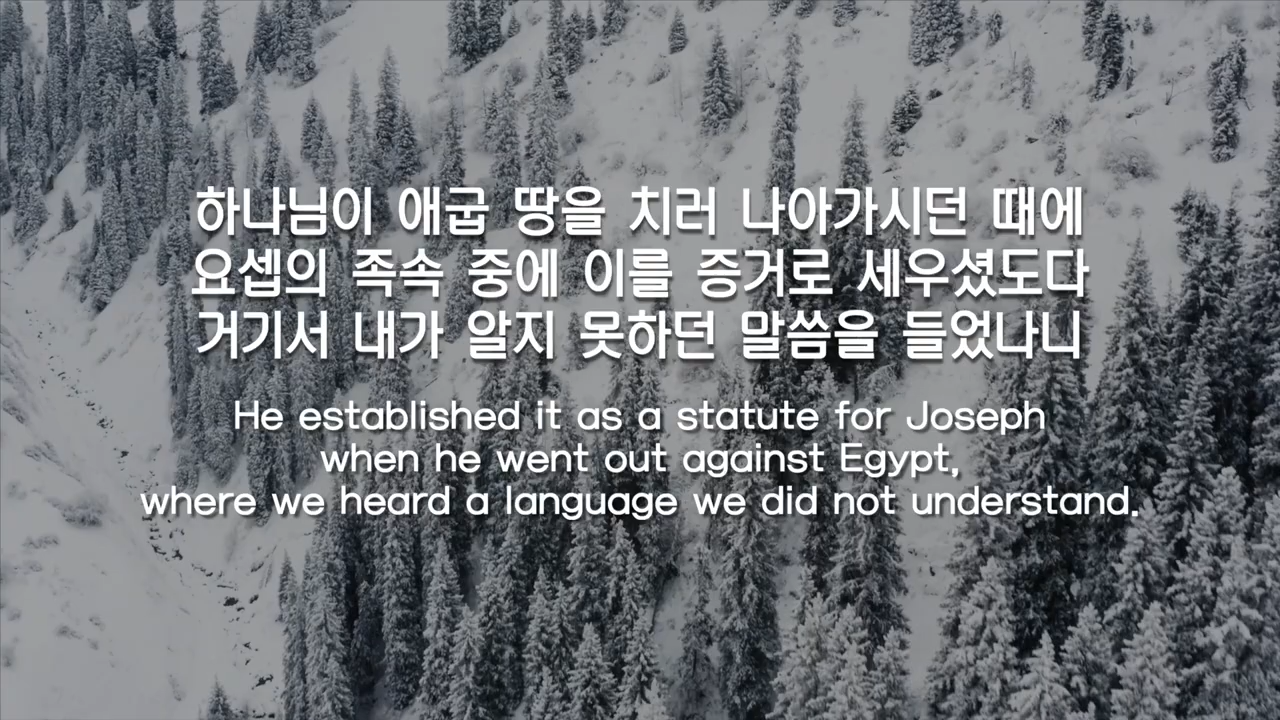 하나님이 애굽 땅을 치러 나아가시던 때에
요셉의 족속 중에 이를 증거로 세우셨도다
거기서 내가 알지 못하던 말씀을 들었나니
He established it as a statute for Joseph
when he went out against Egypt,
where we heard a language we did not understand.